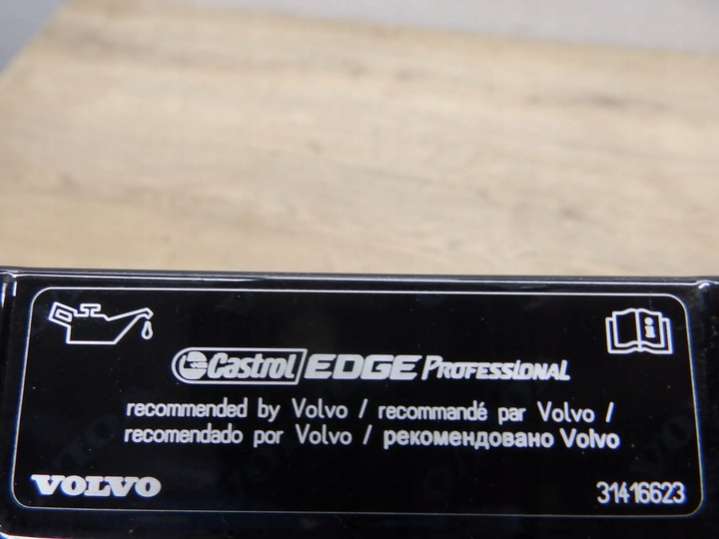 Castrol EDGE PROFESSIONAL
recommended by Volvo / recommandé par Volvo /
recomendado por Volvo / рекомендовано Volvo
VOLVO 31416623